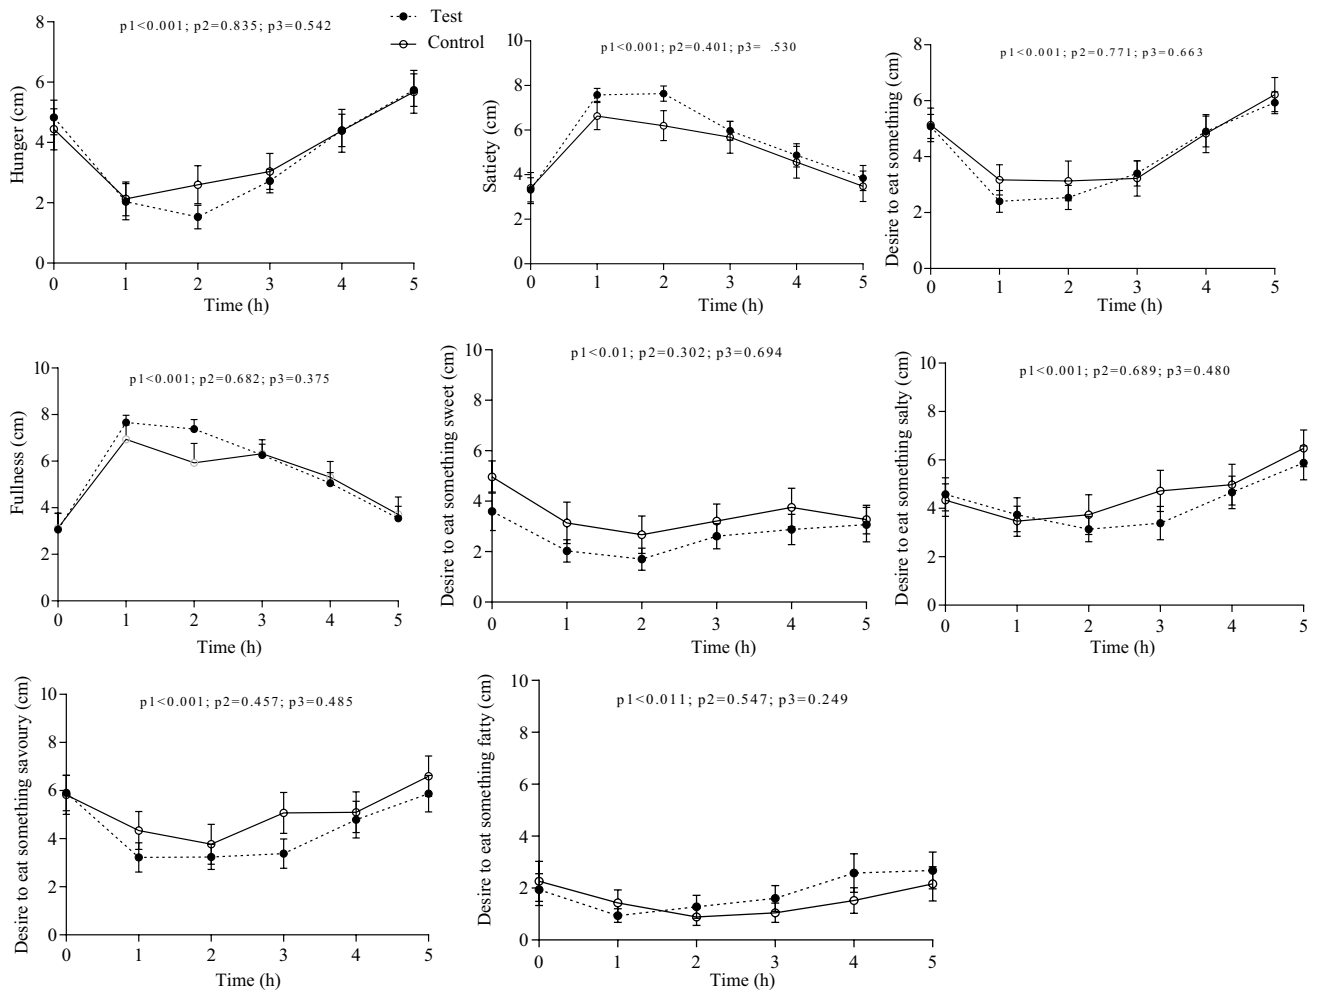 Test
Control
p1<0.001; p2=0.835; p3=0.542
Hunger (cm)
8
6
4
2
0
0 1 2 3 4 5
Time (h)
p1<0.001; p2=0.401; p3= .530
Satiety (cm)
10
8
6
4
2
0
0 1 2 3 4 5
Time (h)
p1<0.001; p2=0.771; p3=0.663
Desire to eat something (cm)
8
6
4
2
0
0 1 2 3 4 5
Time (h)
p1<0.001; p2=0.682; p3=0.375
Fullness (cm)
10
8
6
4
2
0
0 1 2 3 4 5
Time (h)
p1<0.01; p2=0.302; p3=0.694
Desire to eat something sweet (cm)
10
8
6
4
2
0
0 1 2 3 4 5
Time (h)
p1<0.001; p2=0.689; p3=0.480
Desire to eat something salty (cm)
10
8
6
4
2
0
0 1 2 3 4 5
Time (h)
p1<0.001; p2=0.457; p3=0.485
Desire to eat something savoury (cm)
10
8
6
4
2
0
0 1 2 3 4 5
Time (h)
p1<0.011; p2=0.547; p3=0.249
Desire to eat something fatty (cm)
10
8
6
4
2
0
0 1 2 3 4 5
Time (h)